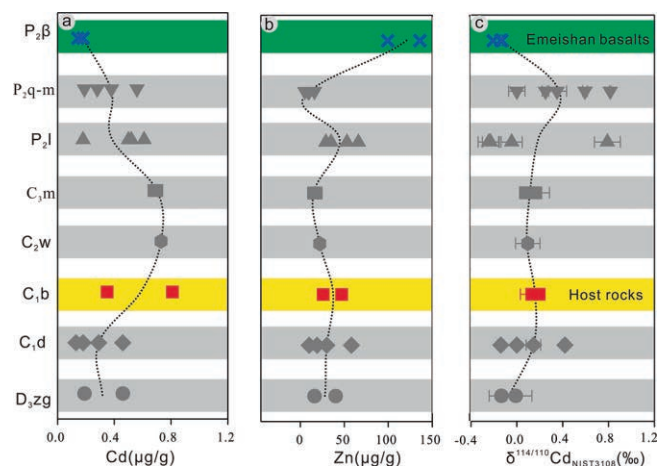 a
b
c
P₂β
Emeishan basalts
P₂q-m
P₂l
C₃m
C₂w
C₁b
Host rocks
C₁d
D₃zg
0.0 0.4 0.8 1.2
0 50 100 150
-0.4 0.0 0.4 0.8 1.2
Cd(μg/g)
Zn(μg/g)
δ¹¹⁴/¹¹⁰Cd_NIST3108(‰)